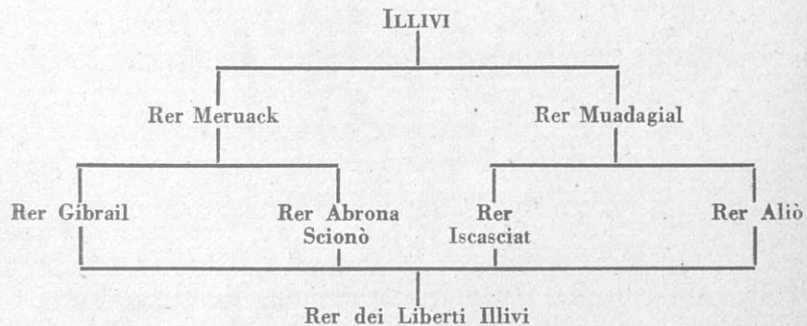 ILLIVI
Rer Meruack Rer Muadagial
Rer Gibrail Rer Abrona Scionò Rer Iscasciat Rer Aliò
Rer dei Liberti Illivi